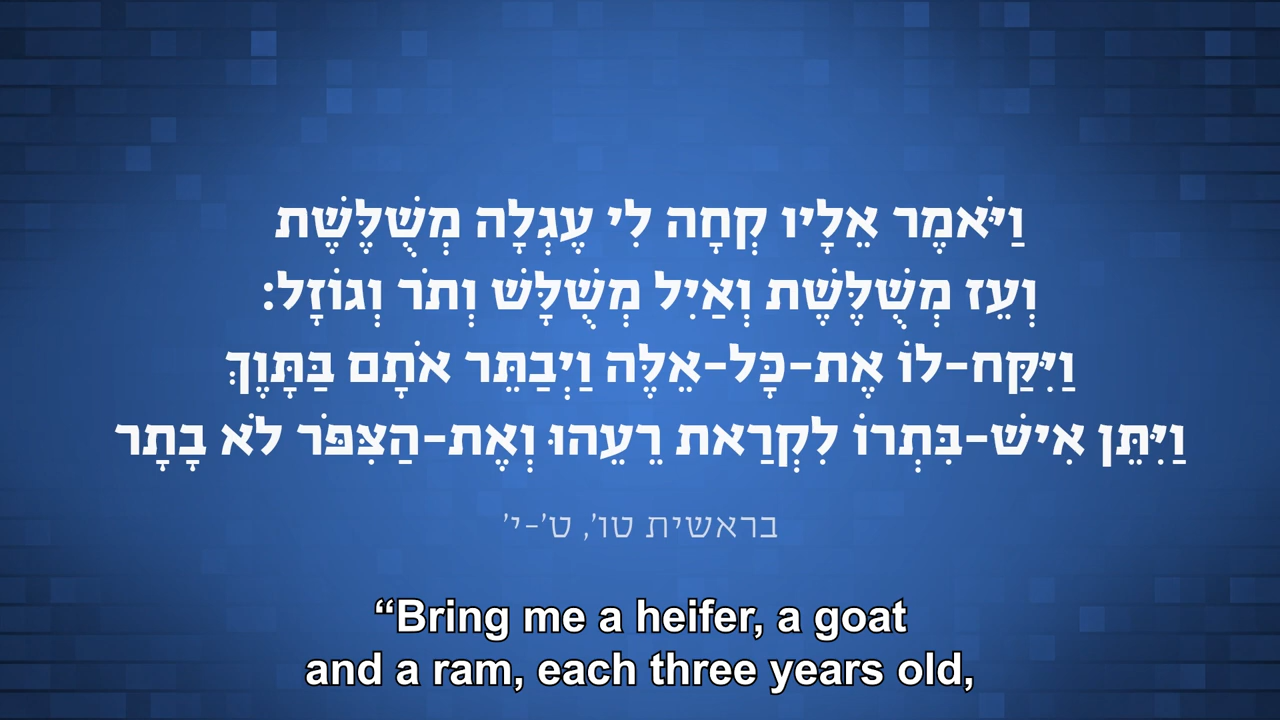 וַיֹּאמֶר אֵלָיו קְחָה לִי עֶגְלָה מְשֻׁלֶּשֶׁת
וְעֵז מְשֻׁלֶּשֶׁת וְאַיִל מְשֻׁלָּשׁ וְתֹר וְגוֹזָל:
וַיִּקַּח-לוֹ אֶת-כָּל-אֵלֶּה וַיְבַתֵּר אֹתָם בַּתָּוֶךְ
וַיִּתֵּן אִישׁ-בִּתְרוֹ לִקְרַאת רֵעֵהוּ וְאֶת-הַצִּפֹּר לֹא בָתָר
בראשית טו', ט'-י'
“Bring me a heifer, a goat
and a ram, each three years old,